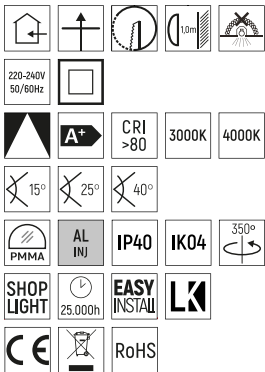 1,0m
220-240V
50/60Hz
A+
CRI
>80
3000K
4000K
15°
25°
40°
PMMA
AL
INJ
IP40
IK04
350°
SHOP
LIGHT
25.000h
EASY
INSTALL
LK
CE
RoHS